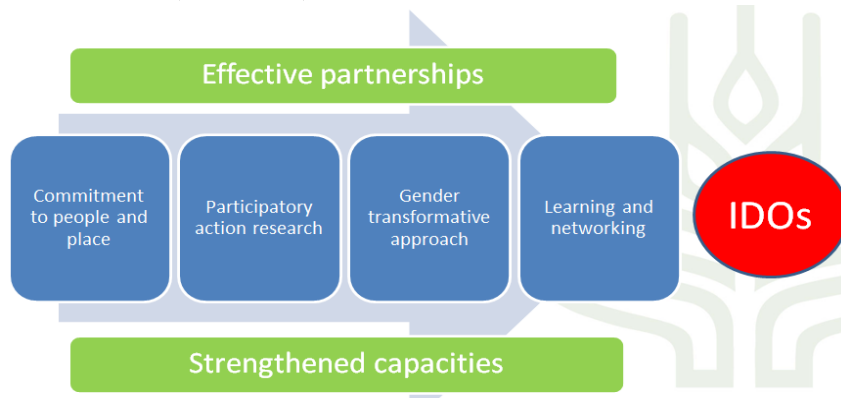 Effective partnerships
Commitment
to people and
place
Participatory
action research
Gender
transformative
approach
Learning and
networking
IDOs
Strengthened capacities